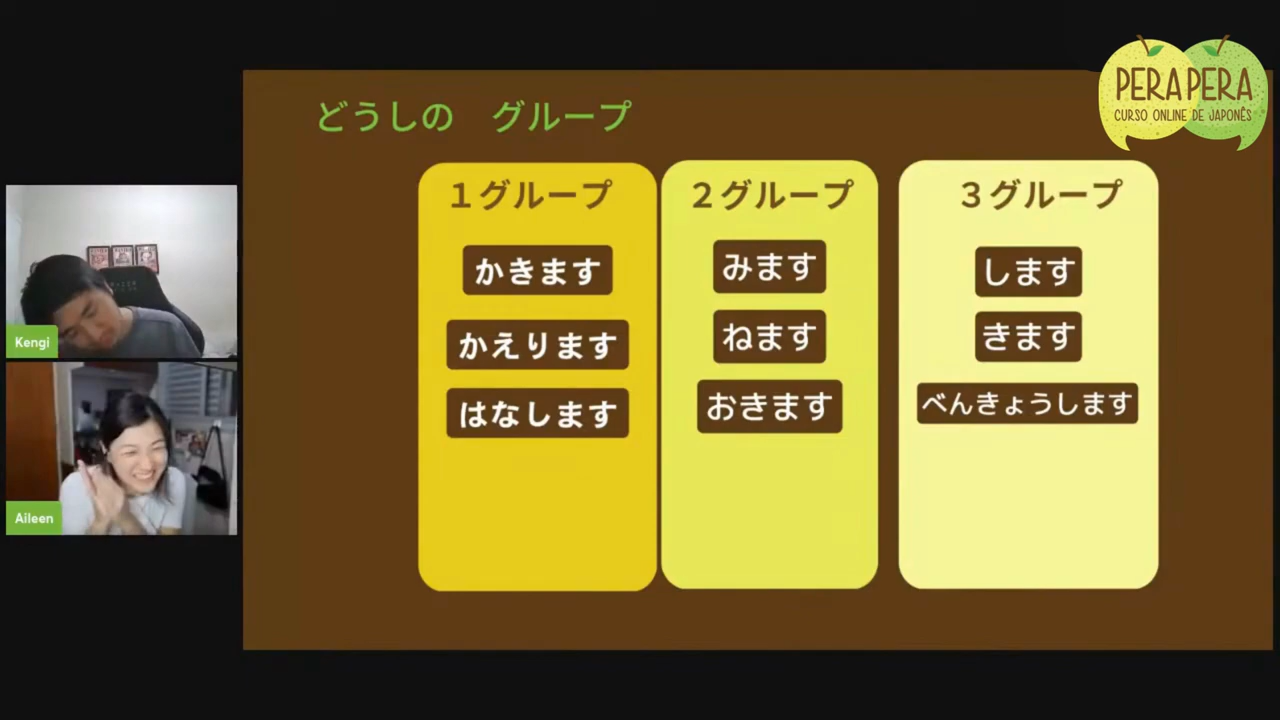 PERA PERA
CURSO ONLINE DE JAPONÊS
どうしの　グループ
１グループ
かきます
かえります
はなします
２グループ
みます
ねます
おきます
３グループ
します
きます
べんきょうします
Kengi
Aileen